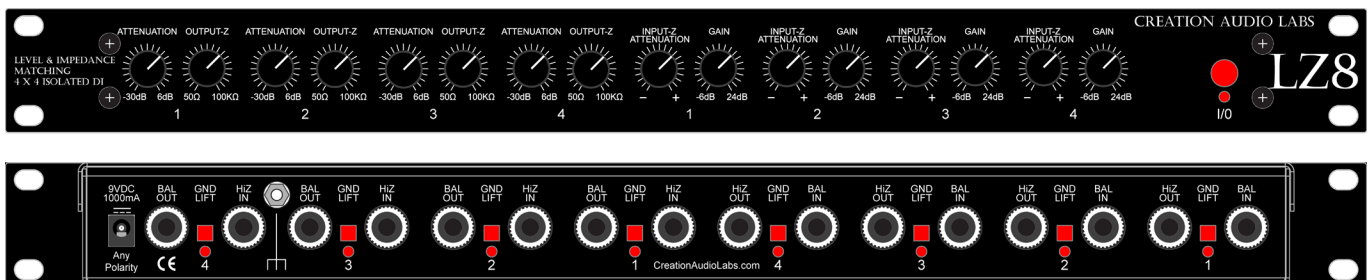 CREATION AUDIO LABS
ATTENUATION OUTPUT-Z ATTENUATION OUTPUT-Z ATTENUATION OUTPUT-Z ATTENUATION OUTPUT-Z INPUT-Z ATTENUATION GAIN INPUT-Z ATTENUATION GAIN INPUT-Z ATTENUATION GAIN INPUT-Z ATTENUATION GAIN
LEVEL & IMPEDANCE
MATCHING
4 X 4 ISOLATED DI
LZ8
-30dB 6dB 50Ω 100KΩ -30dB 6dB 50Ω 100KΩ -30dB 6dB 50Ω 100KΩ -30dB 6dB 50Ω 100KΩ − + -6dB 24dB − + -6dB 24dB − + -6dB 24dB − + -6dB 24dB
1 2 3 4 1 2 3 4 I/0
9VDC BAL GND HiZ BAL GND HiZ BAL GND HiZ BAL GND HiZ HiZ GND BAL HiZ GND BAL HiZ GND BAL HiZ GND BAL
1000mA OUT LIFT IN OUT LIFT IN OUT LIFT IN OUT LIFT IN OUT LIFT IN OUT LIFT IN OUT LIFT IN OUT LIFT IN
Any
Polarity CE 4 3 2 1 CreationAudioLabs.com 4 3 2 1